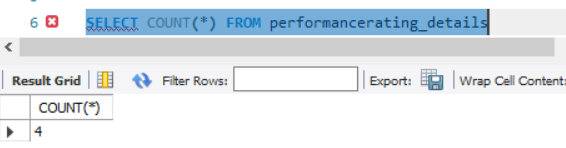 6 SELECT COUNT(*) FROM performancerating_details
Result Grid Filter Rows: Export: Wrap Cell Content:
COUNT(*)
4